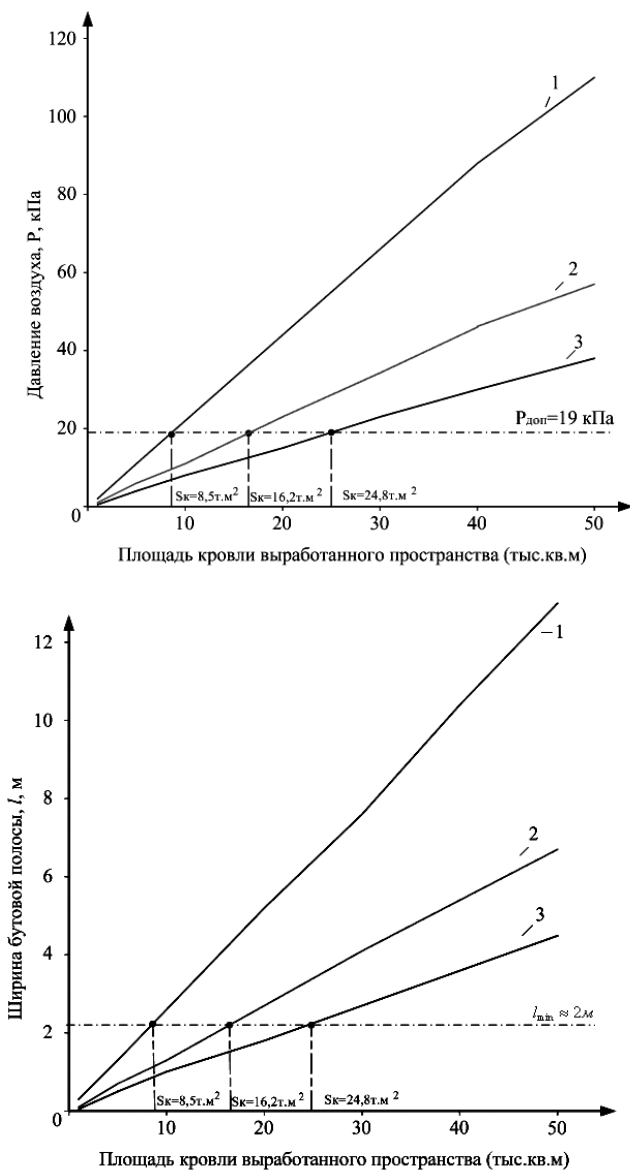 120
100
80
60
40
20
0
Давление воздуха, Р, кПа
1
2
3
Рдоп=19 кПа
Sк=8,5т.м²
Sк=16,2т.м²
Sк=24,8т.м²
10
20
30
40
50
Площадь кровли выработанного пространства (тыс.кв.м)
12
10
8
6
4
2
0
Ширина бутовой полосы, l, м
1
2
3
lmin ≈ 2м
Sк=8,5т.м²
Sк=16,2т.м²
Sк=24,8т.м²
10
20
30
40
50
Площадь кровли выработанного пространства (тыс.кв.м)